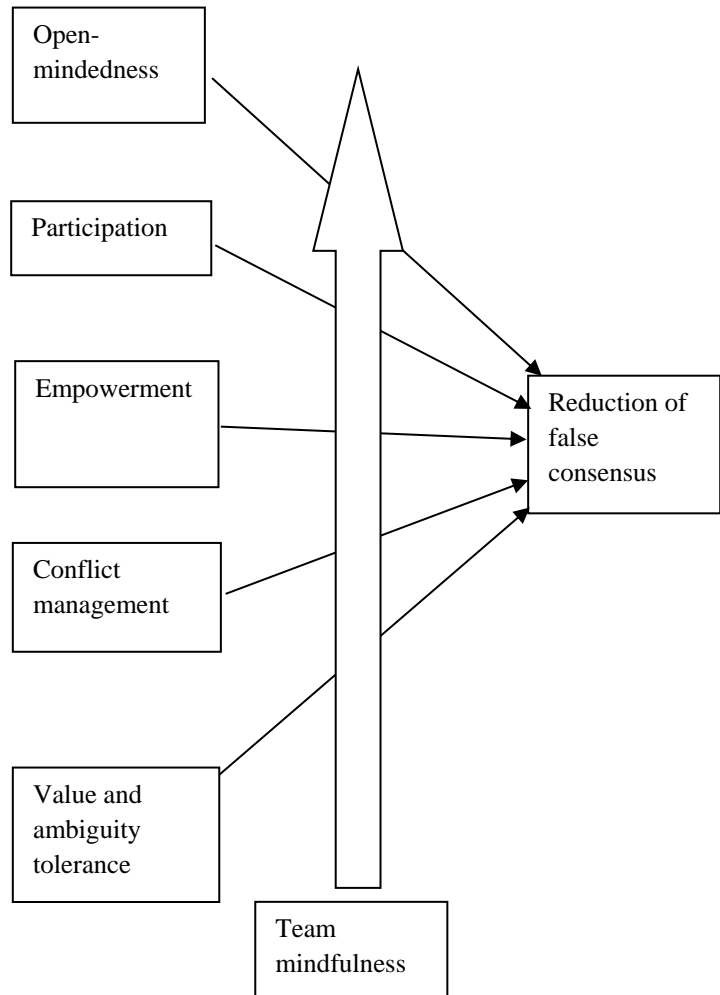 Open-
mindedness
Participation
Empowerment
Reduction of
false
consensus
Conflict
management
Value and
ambiguity
tolerance
Team
mindfulness